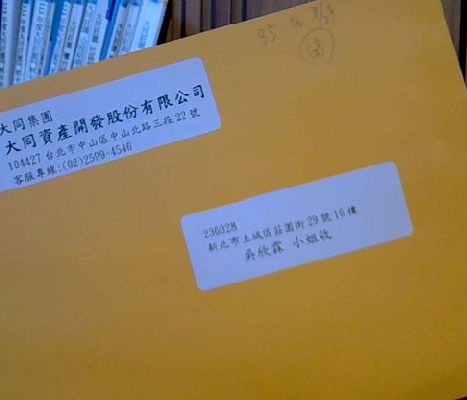 大同集團
大同資產開發股份有限公司
104427 台北市中山區中山北路三段22號
客服專線:(02)2509-4546
236028
新北市土城區莊園街29號16樓
吳欣霖 小姐收